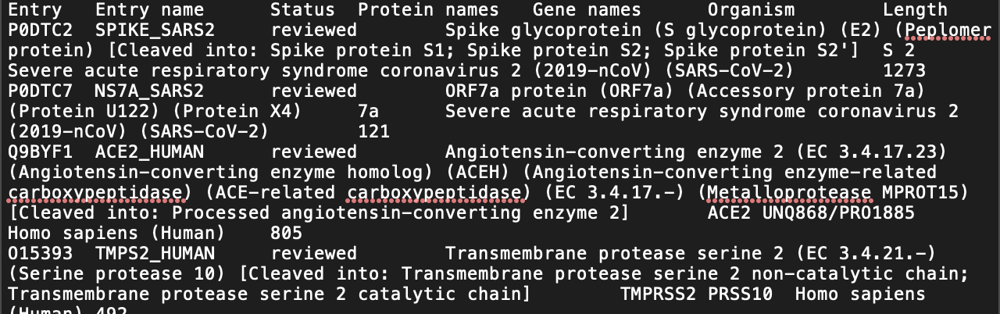 Entry Entry name Status Protein names Gene names Organism Length
P0DTC2 SPIKE_SARS2 reviewed Spike glycoprotein (S glycoprotein) (E2) (Peplomer
protein) [Cleaved into: Spike protein S1; Spike protein S2; Spike protein S2'] S 2
Severe acute respiratory syndrome coronavirus 2 (2019-nCoV) (SARS-CoV-2) 1273
P0DTC7 NS7A_SARS2 reviewed ORF7a protein (ORF7a) (Accessory protein 7a)
(Protein U122) (Protein X4) 7a Severe acute respiratory syndrome coronavirus 2
(2019-nCoV) (SARS-CoV-2) 121
Q9BYF1 ACE2_HUMAN reviewed Angiotensin-converting enzyme 2 (EC 3.4.17.23)
(Angiotensin-converting enzyme homolog) (ACEH) (Angiotensin-converting enzyme-related
carboxypeptidase) (ACE-related carboxypeptidase) (EC 3.4.17.-) (Metalloprotease MPROT15)
[Cleaved into: Processed angiotensin-converting enzyme 2] ACE2 UNQ868/PRO1885
Homo sapiens (Human) 805
O15393 TMPS2_HUMAN reviewed Transmembrane protease serine 2 (EC 3.4.21.-)
(Serine protease 10) [Cleaved into: Transmembrane protease serine 2 non-catalytic chain;
Transmembrane protease serine 2 catalytic chain] TMPRSS2 PRSS10 Homo sapiens
(Human) 492